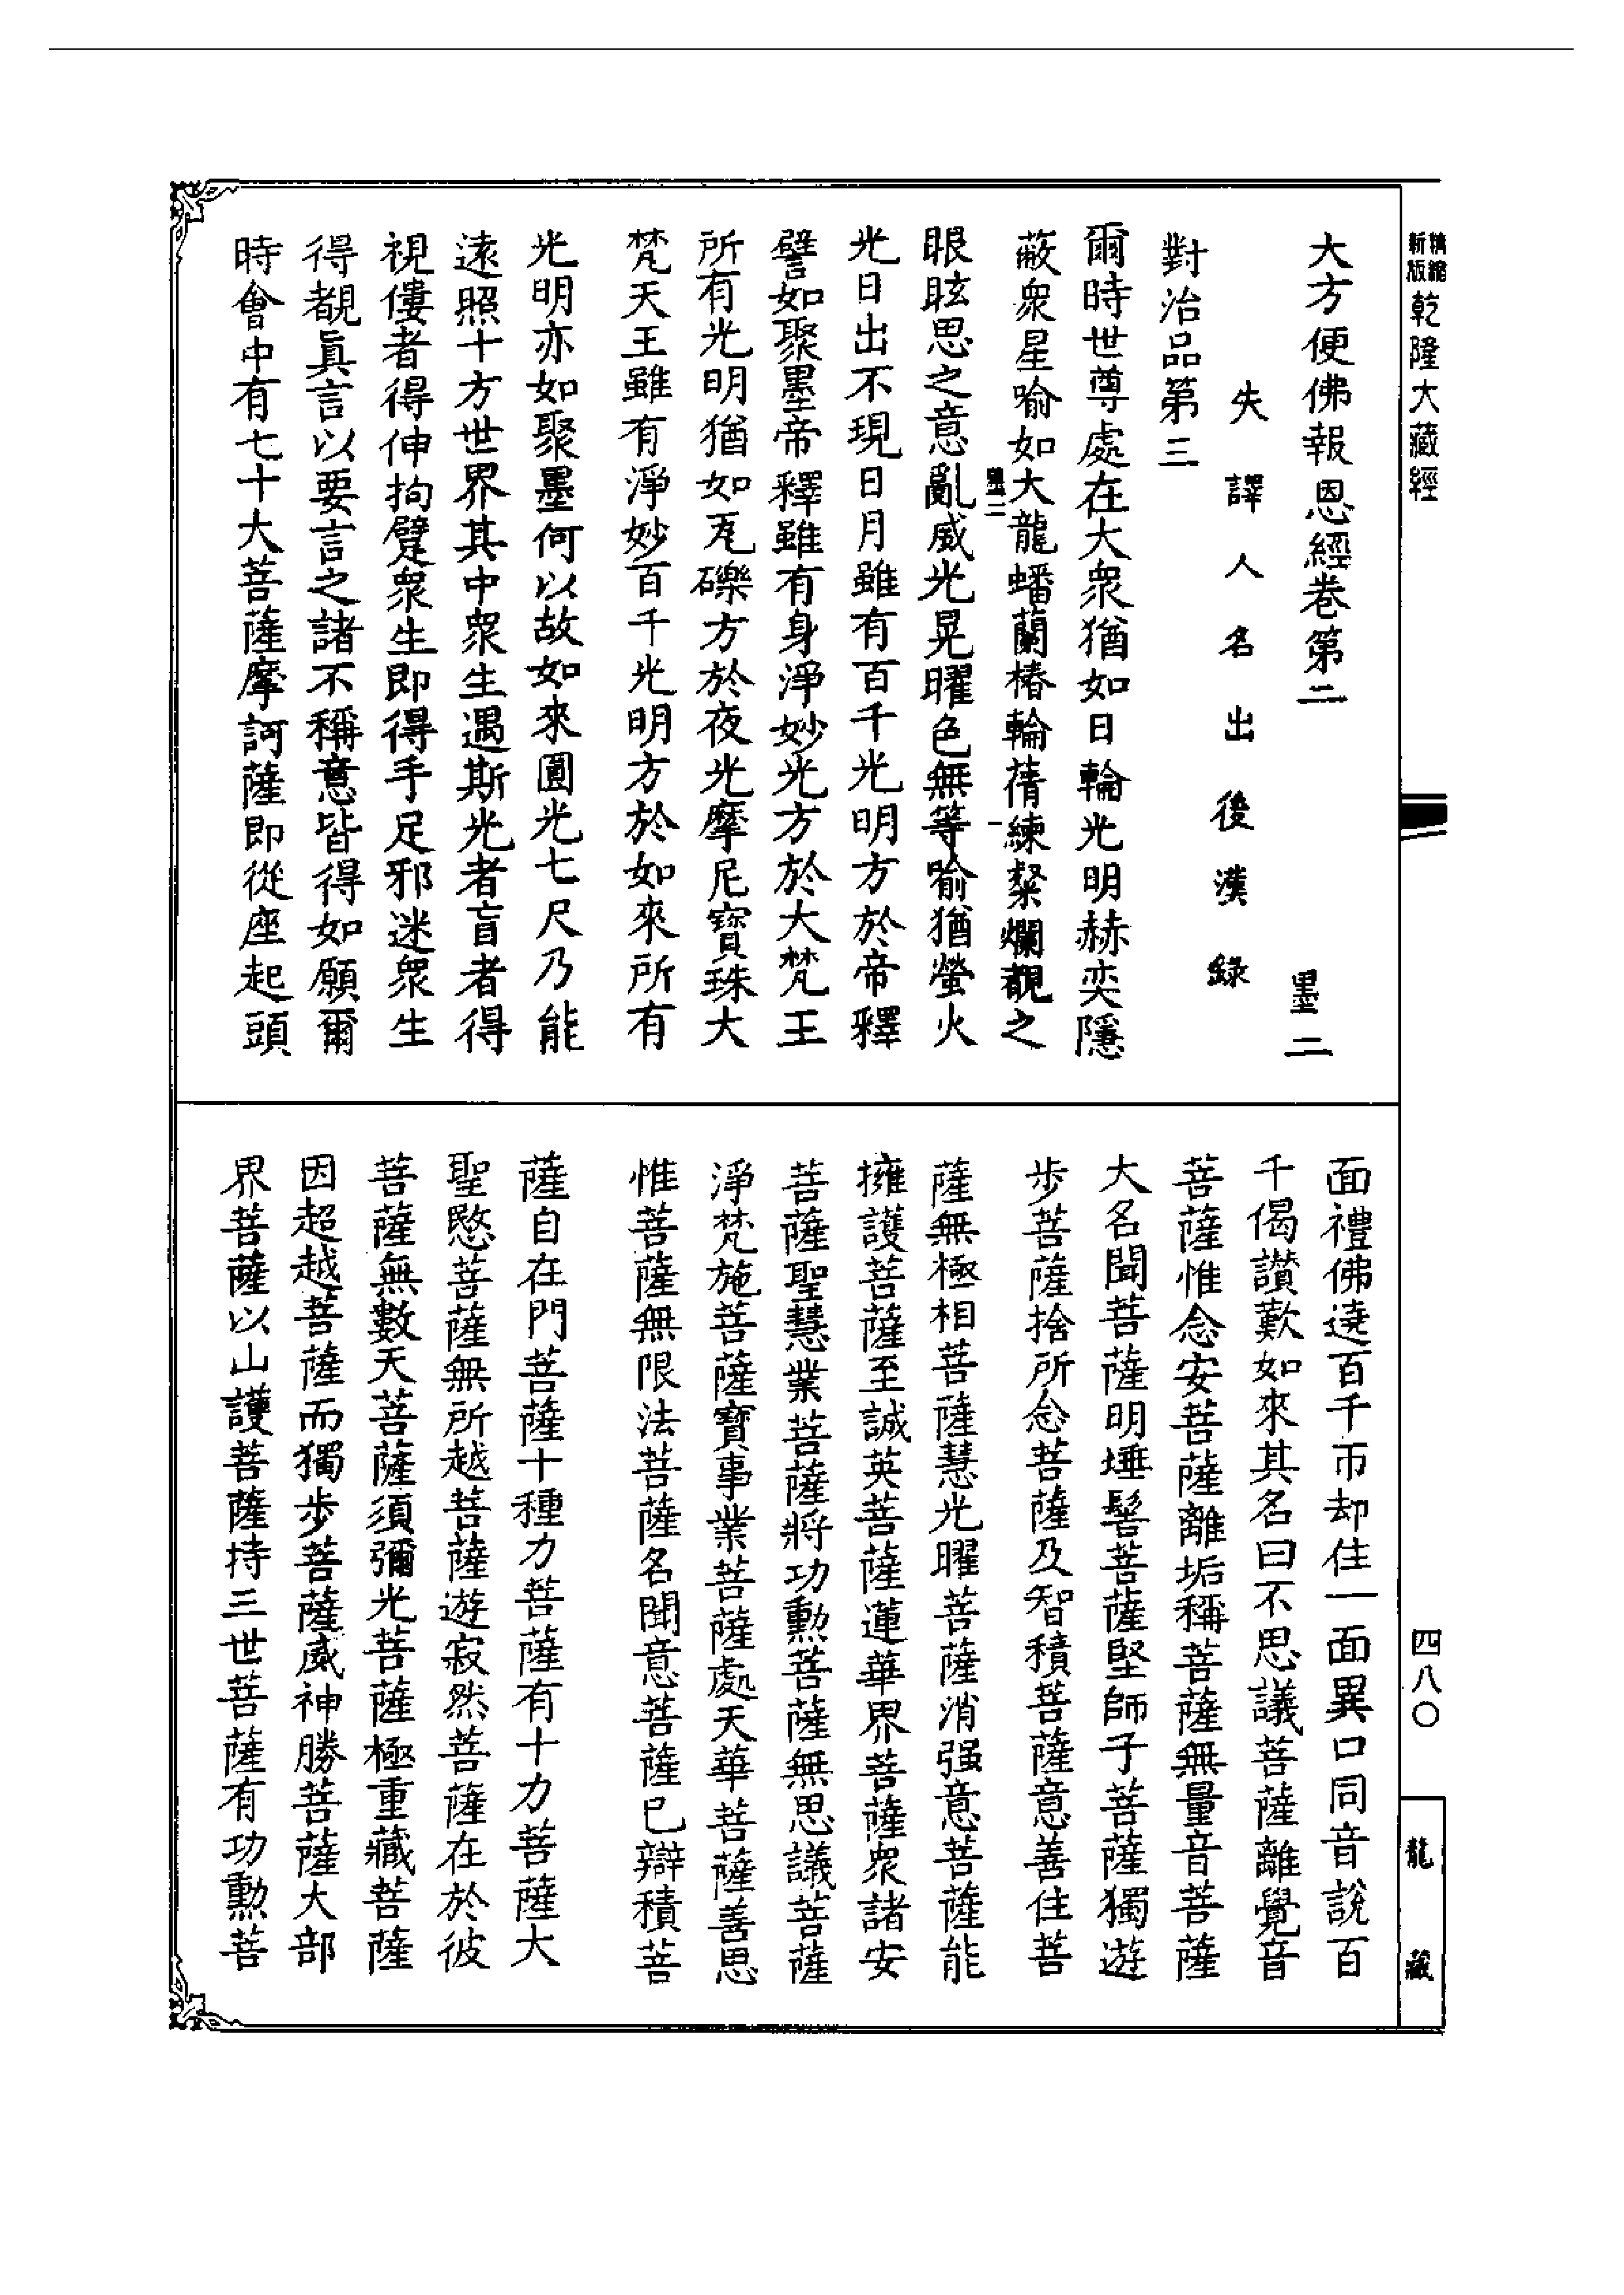 精縮新版乾隆大藏經
四八〇
龍藏
大方便佛報恩經卷第二 墨二
失譯人名出後漢錄
對治品第三
爾時世尊處在大衆猶如日輪光明赫奕隱
蔽衆星喻如大龍蟠蘭椿輪蒨練粲爛覩之
眼眩思之意亂威光晃曜色無等喻猶螢火
光日出不現日月雖有百千光明方於帝釋
譬如聚墨帝釋雖有身淨妙光方於大梵王
所有光明猶如瓦礫方於夜光摩尼寶珠大
梵天王雖有淨妙百千光明方於如來所有
光明亦如聚墨何以故如來圓光七尺乃能
遠照十方世界其中衆生遇斯光者盲者得
視僂者得伸拘躄衆生即得手足邪迷衆生
得覩眞言以要言之諸不稱意皆得如願爾
時會中有七十大菩薩摩訶薩即從座起頭
墨二
一
面禮佛遶百千帀却住一面異口同音說百
千偈讚歎如來其名曰不思議菩薩離覺音
菩薩惟念安菩薩離垢稱菩薩無量音菩薩
大名聞菩薩明埵髻菩薩堅師子菩薩獨遊
步菩薩捨所念菩薩及智積菩薩意善住菩
薩無極相菩薩慧光曜菩薩消强意菩薩能
擁護菩薩至誠英菩薩蓮華界菩薩衆諸安
菩薩聖慧業菩薩將功勳菩薩無思議菩薩
淨梵施菩薩寶事業菩薩處天華菩薩善思
惟菩薩無限法菩薩名聞意菩薩已辯積菩
薩自在門菩薩十種力菩薩有十力菩薩大
聖愍菩薩無所越菩薩遊寂然菩薩在於彼
菩薩無數天菩薩須彌光菩薩極重藏菩薩
因超越菩薩而獨步菩薩威神勝菩薩大部
界菩薩以山護菩薩持三世菩薩有功勳菩